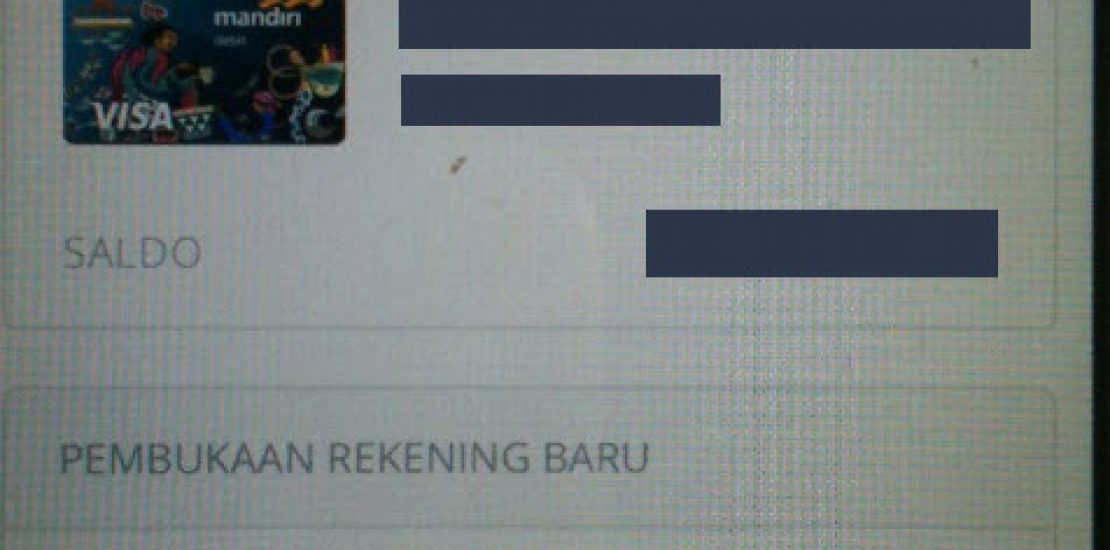 mandiri
debit
VISA
SALDO
PEMBUKAAN REKENING BARU